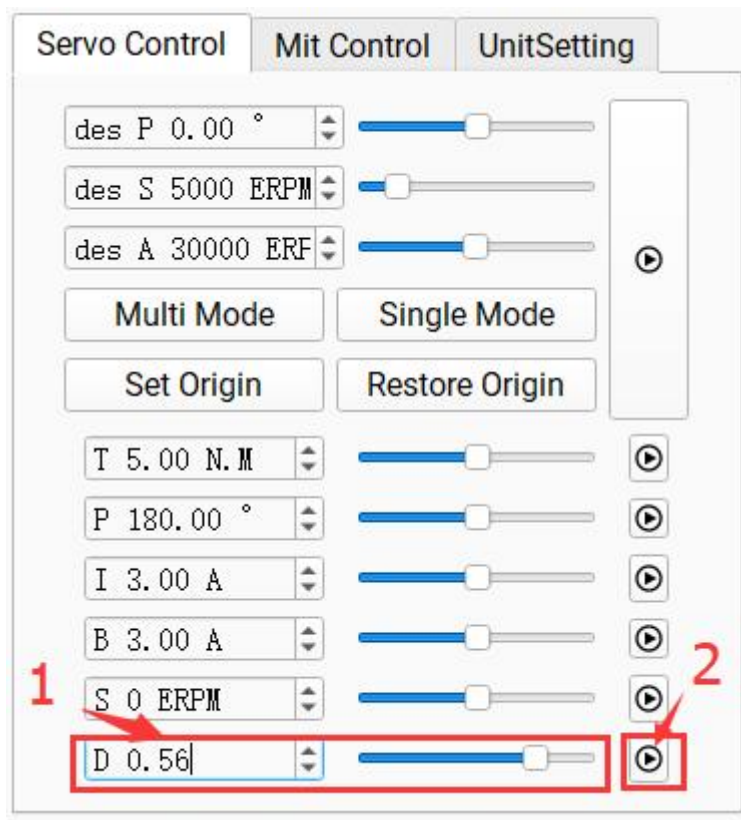 Servo Control Mit Control UnitSetting
des P 0.00 °
des S 5000 ERPM
des A 30000 ERP
Multi Mode Single Mode
Set Origin Restore Origin
T 5.00 N.M
P 180.00 °
I 3.00 A
B 3.00 A
2
1 S 0 ERPM
D 0.56